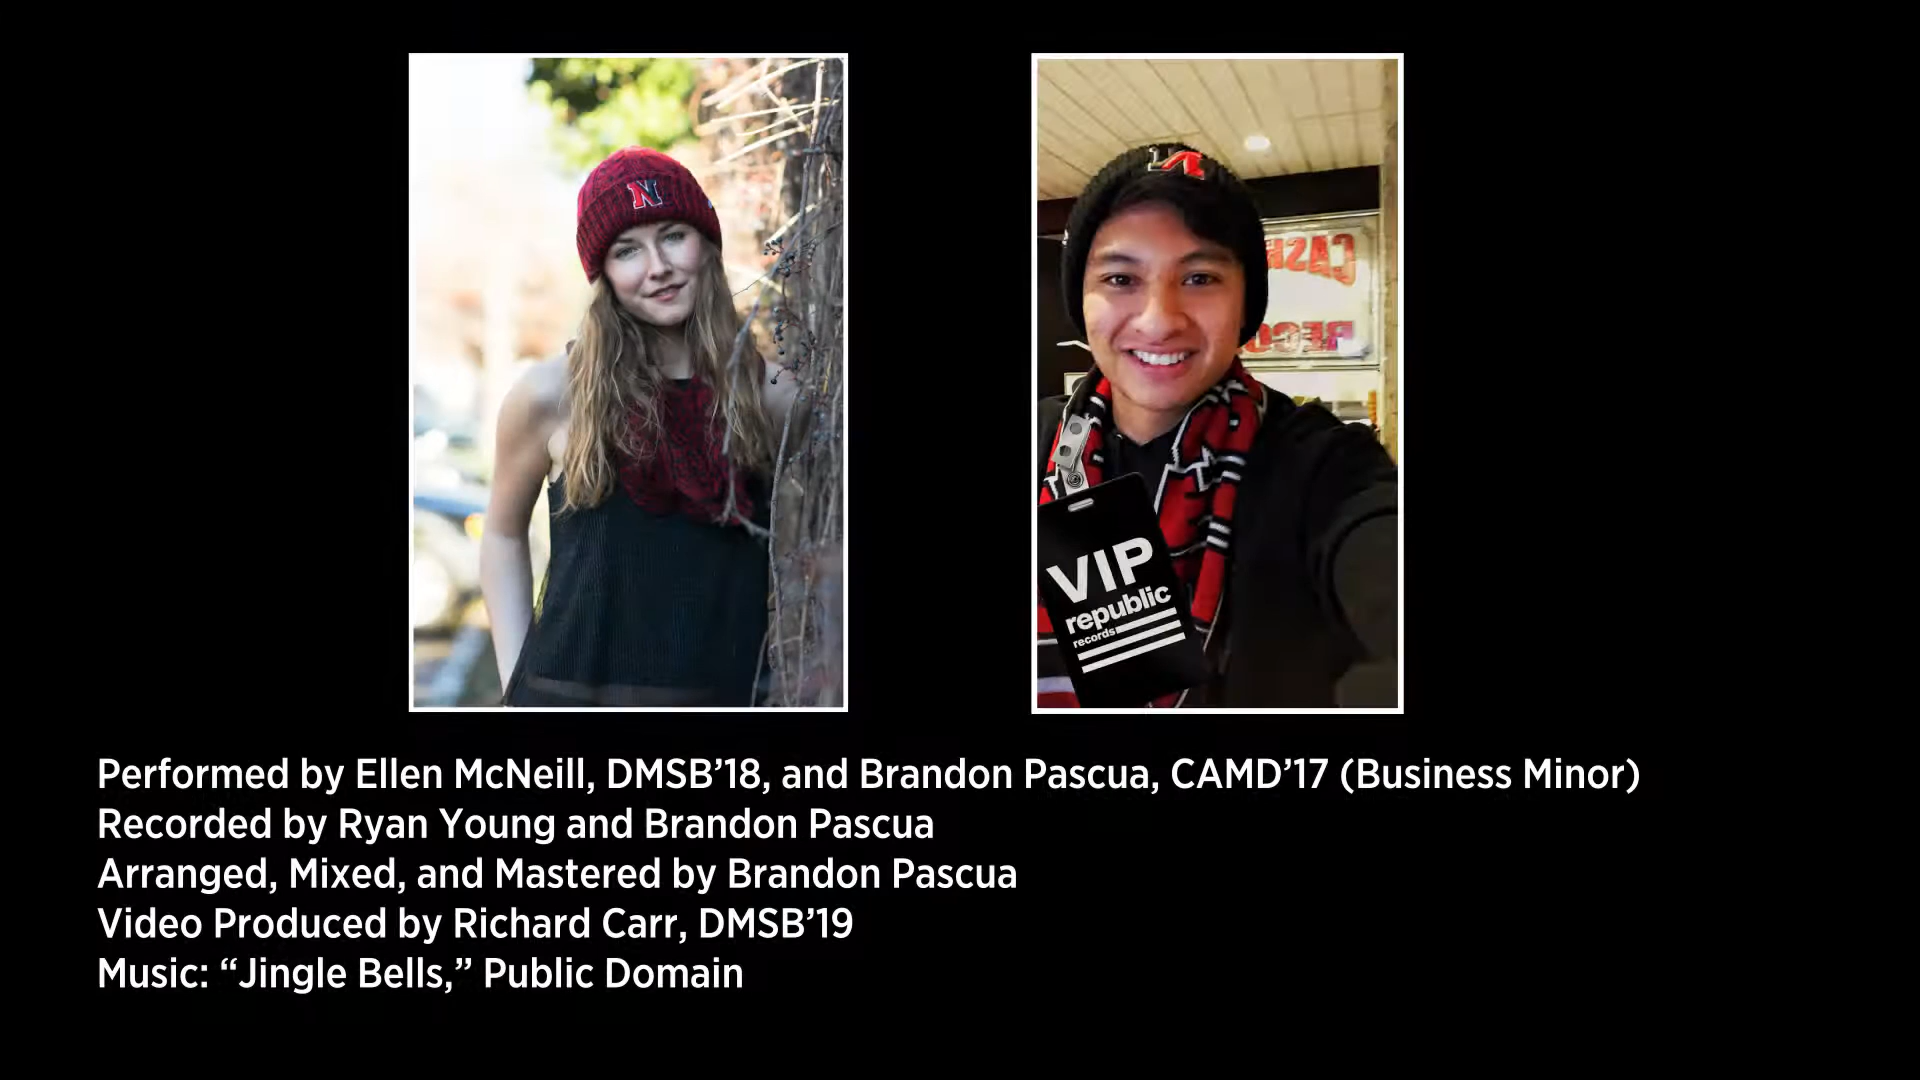 N
N
CASH
RECO
VIP
republic
records
Performed by Ellen McNeill, DMSB’18, and Brandon Pascua, CAMD’17 (Business Minor)
Recorded by Ryan Young and Brandon Pascua
Arranged, Mixed, and Mastered by Brandon Pascua
Video Produced by Richard Carr, DMSB’19
Music: “Jingle Bells,” Public Domain